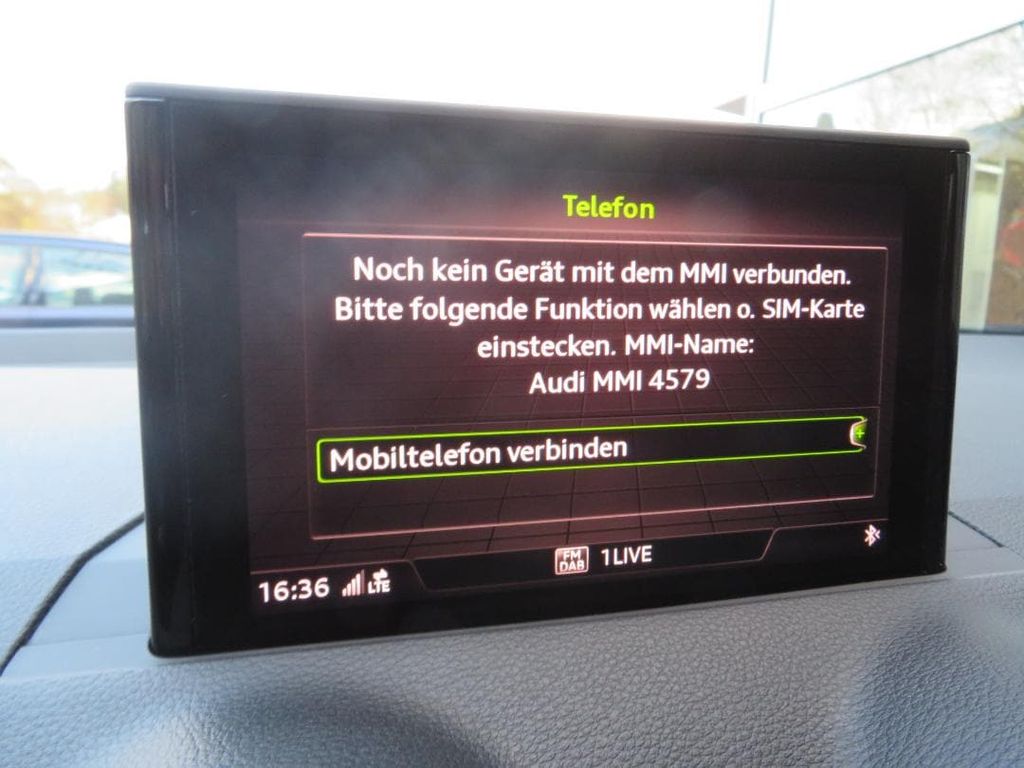 Telefon
Noch kein Gerät mit dem MMI verbunden.
Bitte folgende Funktion wählen o. SIM-Karte
einstecken. MMI-Name:
Audi MMI 4579
Mobiltelefon verbinden
FM
DAB
1LIVE
16:36
LTE